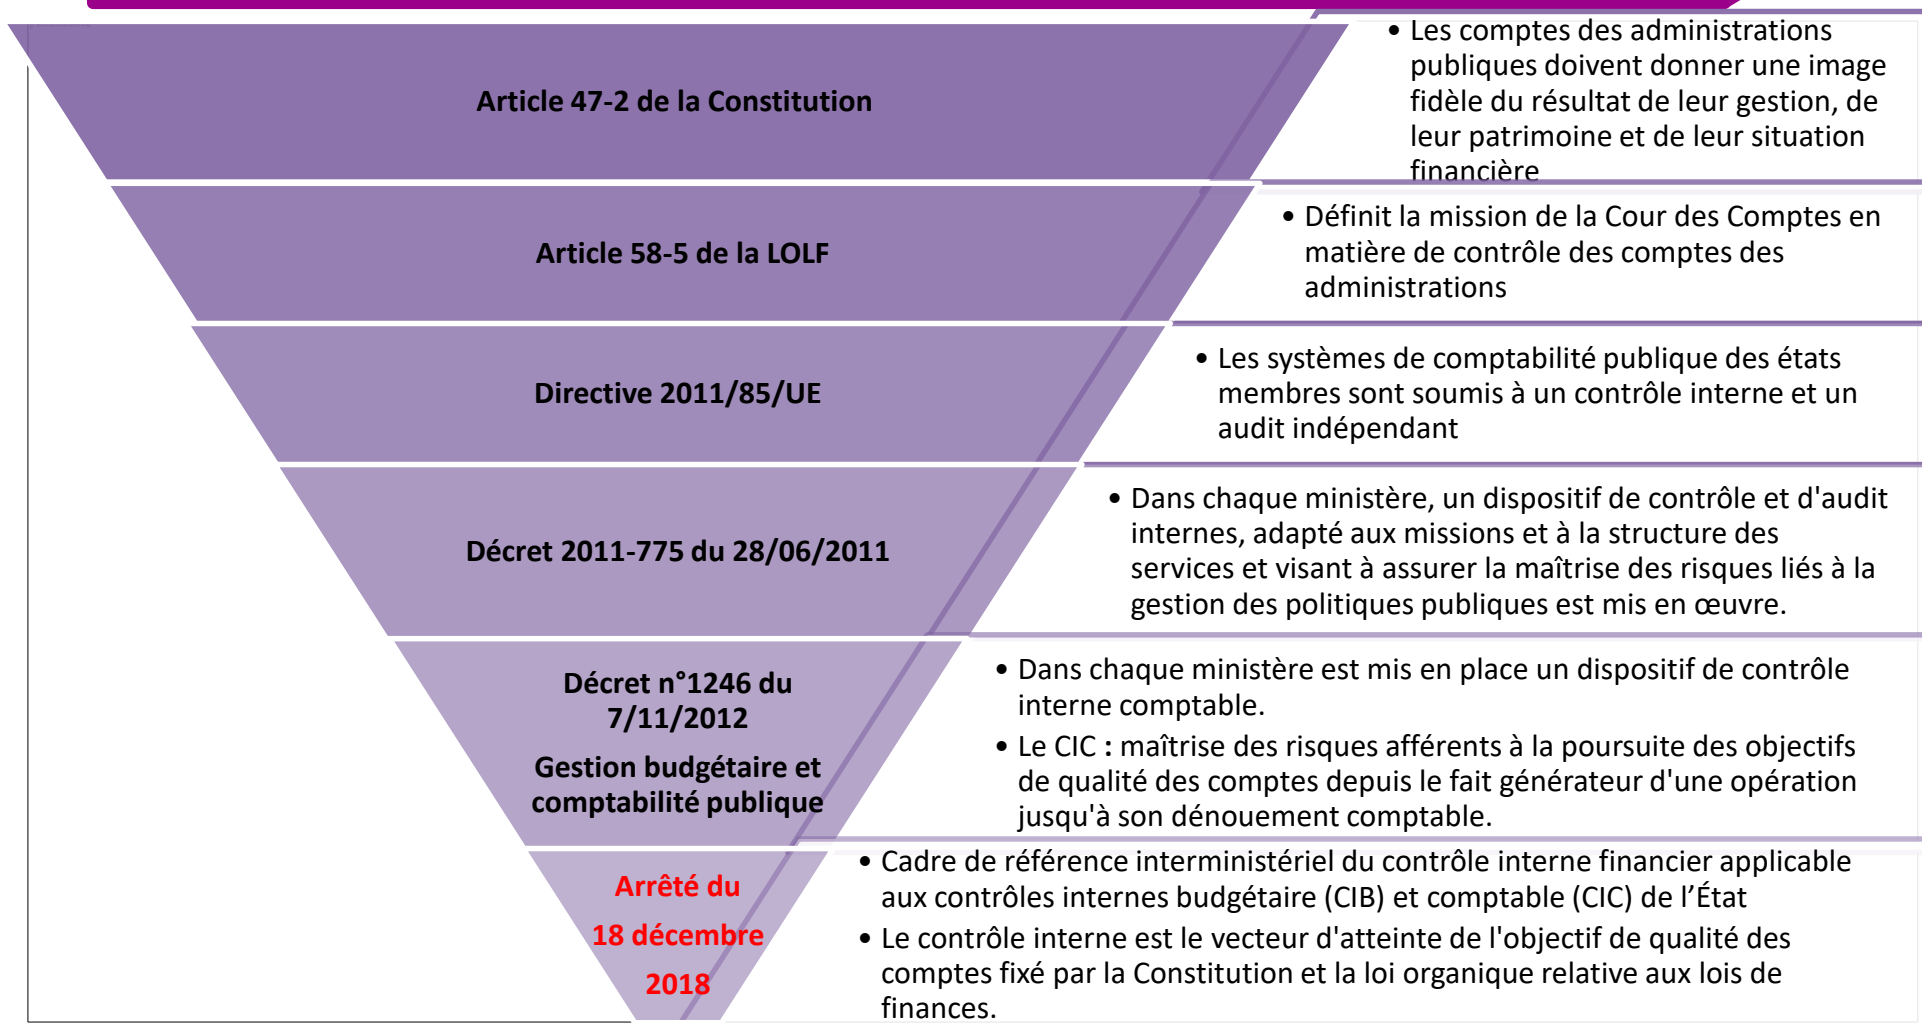 Article 47-2 de la Constitution
• Les comptes des administrations
publiques doivent donner une image
fidèle du résultat de leur gestion, de
leur patrimoine et de leur situation
financière
Article 58-5 de la LOLF
• Définit la mission de la Cour des Comptes en
matière de contrôle des comptes des
administrations
Directive 2011/85/UE
• Les systèmes de comptabilité publique des états
membres sont soumis à un contrôle interne et un
audit indépendant
Décret 2011-775 du 28/06/2011
• Dans chaque ministère, un dispositif de contrôle et d'audit
internes, adapté aux missions et à la structure des
services et visant à assurer la maîtrise des risques liés à la
gestion des politiques publiques est mis en œuvre.
Décret n°1246 du
7/11/2012
Gestion budgétaire et
comptabilité publique
• Dans chaque ministère est mis en place un dispositif de contrôle
interne comptable.
• Le CIC : maîtrise des risques afférents à la poursuite des objectifs
de qualité des comptes depuis le fait générateur d'une opération
jusqu'à son dénouement comptable.
Arrêté du
18 décembre
2018
• Cadre de référence interministériel du contrôle interne financier applicable
aux contrôles internes budgétaire (CIB) et comptable (CIC) de l’État
• Le contrôle interne est le vecteur d'atteinte de l'objectif de qualité des
comptes fixé par la Constitution et la loi organique relative aux lois de
finances.